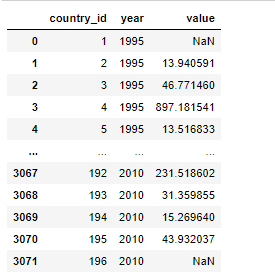 country_id year value
0 1 1995 NaN
1 2 1995 13.940591
2 3 1995 46.771460
3 4 1995 897.181541
4 5 1995 13.516833
... ... ... ...
3067 192 2010 231.518602
3068 193 2010 31.359855
3069 194 2010 15.269640
3070 195 2010 43.932037
3071 196 2010 NaN